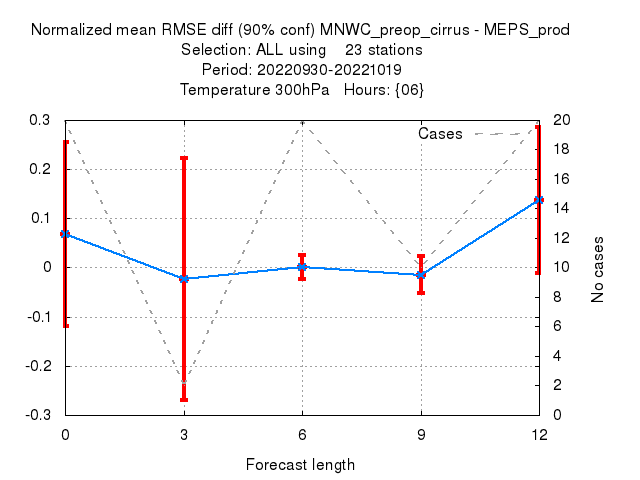 Normalized mean RMSE diff (90% conf) MNWC_preop_cirrus - MEPS_prod
Selection: ALL using 23 stations
Period: 20220930-20221019
Temperature 300hPa Hours: {06}
Cases
0.3
0.2
0.1
0
-0.1
-0.2
-0.3
20
18
16
14
12
10
8
6
4
2
0
No cases
0 3 6 9 12
Forecast length